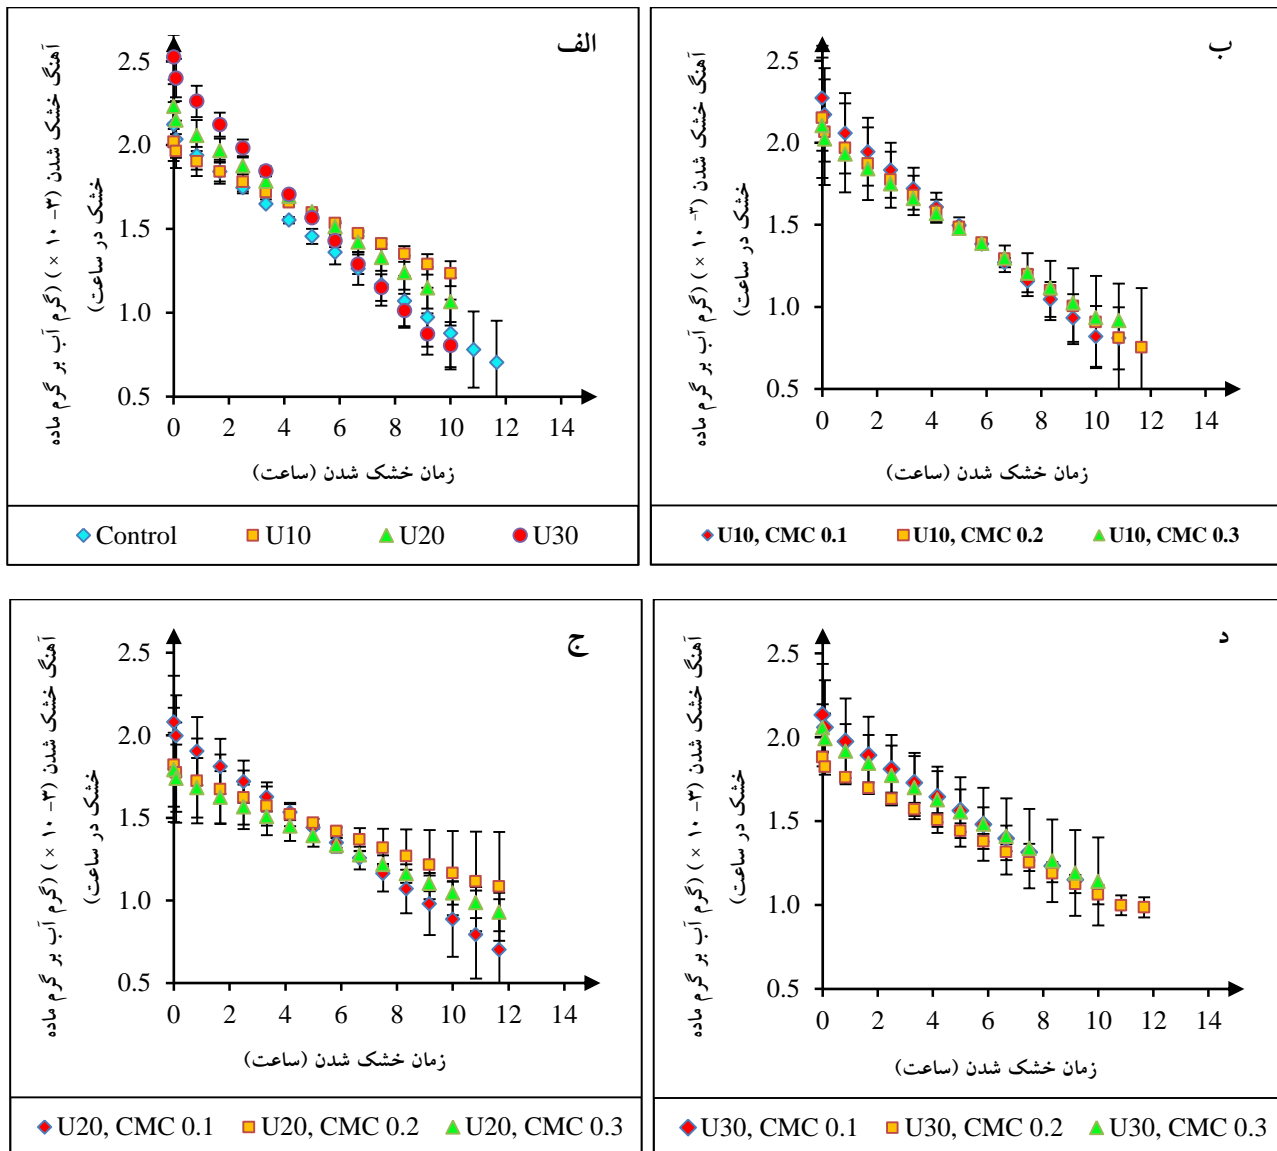 الف
آهنگ خشک شدن (۳- ۱۰ ×) (گرم آب بر گرم ماده
خشک در ساعت)
2.5
2.0
1.5
1.0
0.5
0 2 4 6 8 10 12 14
زمان خشک شدن (ساعت)
Control U10 U20 U30
ب
آهنگ خشک شدن (۳- ۱۰ ×) (گرم آب بر گرم ماده
خشک در ساعت)
2.5
2.0
1.5
1.0
0.5
0 2 4 6 8 10 12 14
زمان خشک شدن (ساعت)
U10, CMC 0.1 U10, CMC 0.2 U10, CMC 0.3
ج
آهنگ خشک شدن (۳- ۱۰ ×) (گرم آب بر گرم ماده
خشک در ساعت)
2.5
2.0
1.5
1.0
0.5
0 2 4 6 8 10 12 14
زمان خشک شدن (ساعت)
U20, CMC 0.1 U20, CMC 0.2 U20, CMC 0.3
د
آهنگ خشک شدن (۳- ۱۰ ×) (گرم آب بر گرم ماده
خشک در ساعت)
2.5
2.0
1.5
1.0
0.5
0 2 4 6 8 10 12 14
زمان خشک شدن (ساعت)
U30, CMC 0.1 U30, CMC 0.2 U30, CMC 0.3